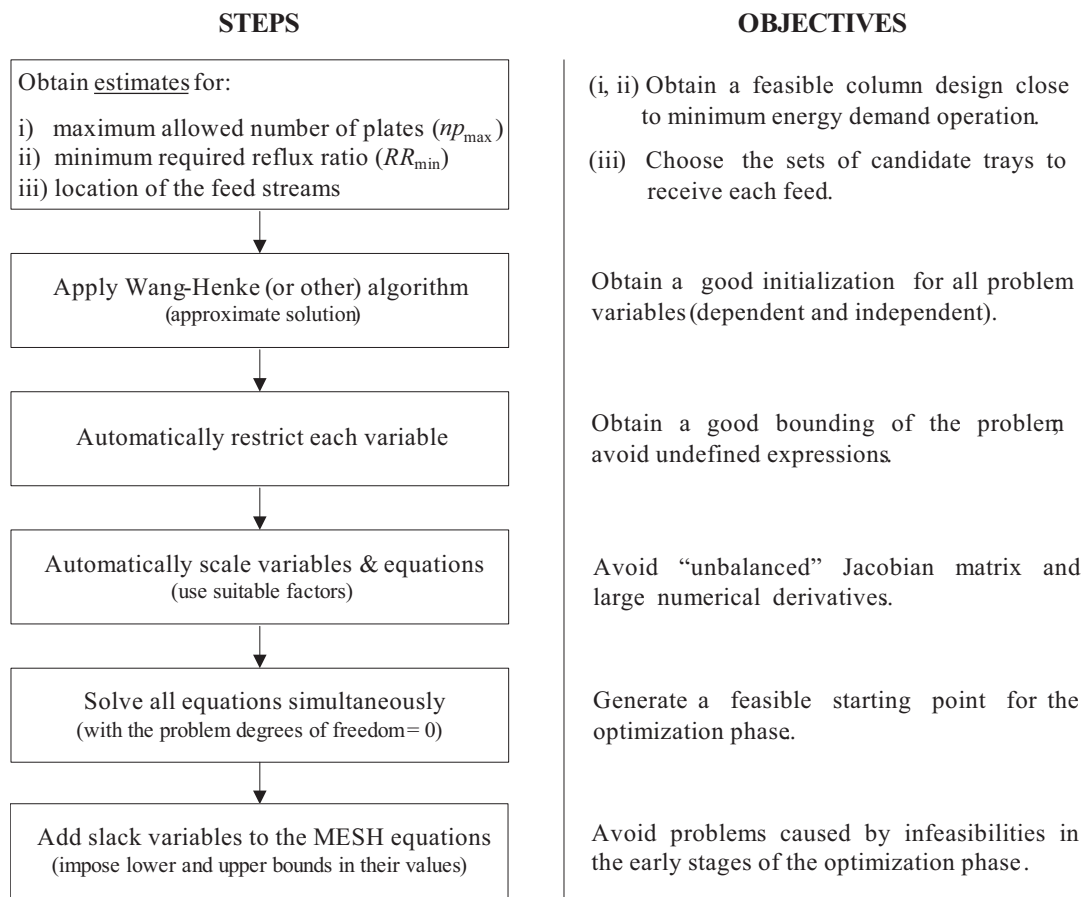 STEPS
Obtain estimates for:
i) maximum allowed number of plates (np_max)
ii) minimum required reflux ratio (RR_min)
iii) location of the feed streams
Apply Wang-Henke (or other) algorithm
(approximate solution)
Automatically restrict each variable
Automatically scale variables & equations
(use suitable factors)
Solve all equations simultaneously
(with the problem degrees of freedom= 0)
Add slack variables to the MESH equations
(impose lower and upper bounds in their values)
OBJECTIVES
(i, ii) Obtain a feasible column design close
to minimum energy demand operation.
(iii) Choose the sets of candidate trays to
receive each feed.
Obtain a good initialization for all problem
variables (dependent and independent).
Obtain a good bounding of the problem,
avoid undefined expressions.
Avoid “unbalanced” Jacobian matrix and
large numerical derivatives.
Generate a feasible starting point for the
optimization phase..
Avoid problems caused by infeasibilities in
the early stages of the optimization phase.